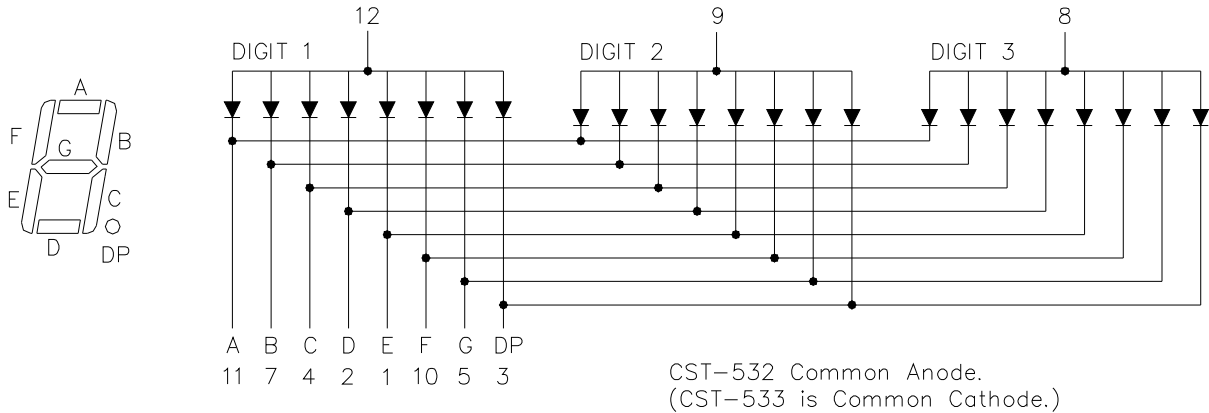 12
9
8
DIGIT 1
DIGIT 2
DIGIT 3
A
F
B
G
E
C
D
DP
A B C D E F G DP
11 7 4 2 1 10 5 3
CST-532 Common Anode.
(CST-533 is Common Cathode.)